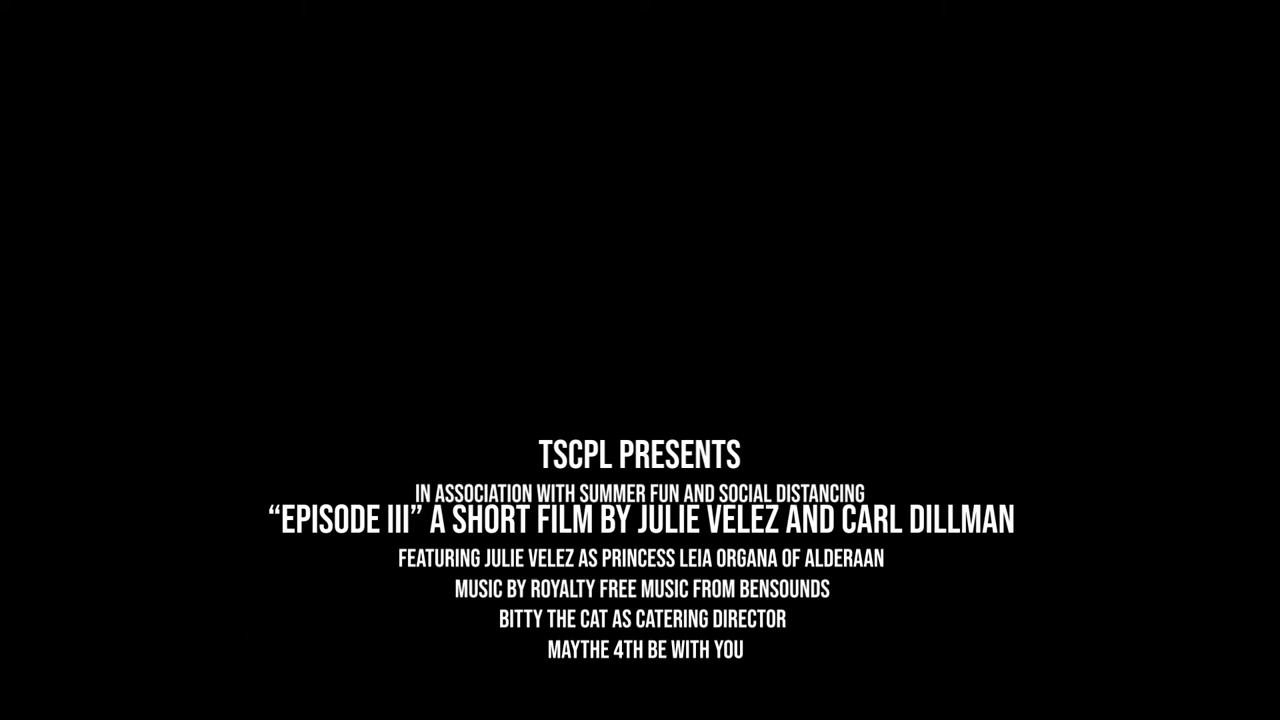 TSCPL PRESENTS
IN ASSOCIATION WITH SUMMER FUN AND SOCIAL DISTANCING
“EPISODE III” A SHORT FILM BY JULIE VELEZ AND CARL DILLMAN
FEATURING JULIE VELEZ AS PRINCESS LEIA ORGANA OF ALDERAAN
MUSIC BY ROYALTY FREE MUSIC FROM BENSOUNDS
BITTY THE CAT AS CATERING DIRECTOR
MAYTHE 4TH BE WITH YOU